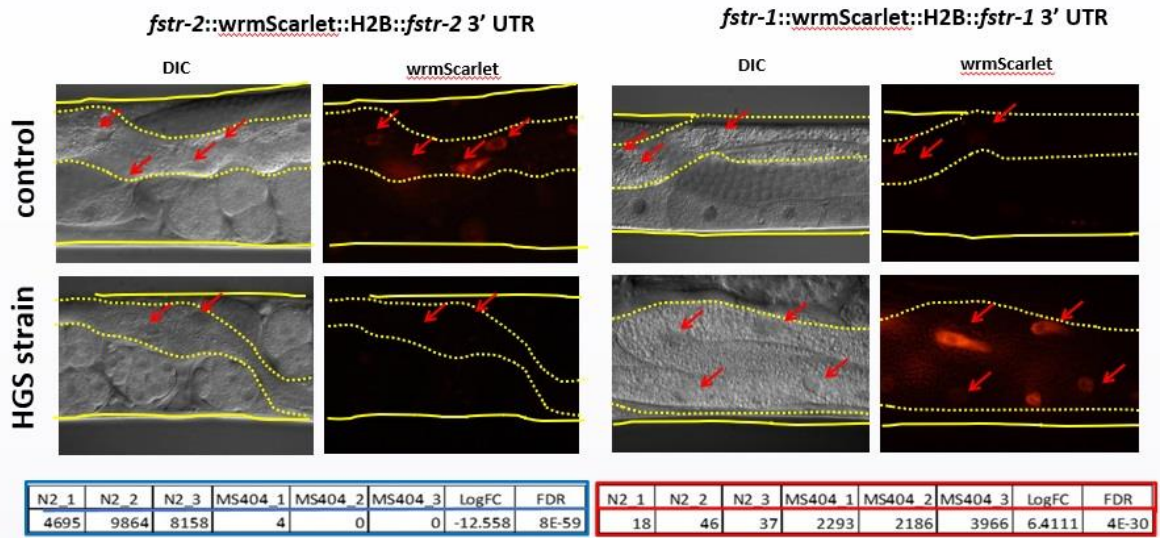 fstr-2::wrmScarlet::H2B::fstr-2 3’ UTR
fstr-1::wrmScarlet::H2B::fstr-1 3’ UTR
DIC
wrmScarlet
DIC
wrmScarlet
control
HGS strain
N2_1 N2_2 N2_3 MS404_1 MS404_2 MS404_3 LogFC FDR
4695 9864 8158 4 0 0 -12.558 8E-59
N2_1 N2_2 N2_3 MS404_1 MS404_2 MS404_3 LogFC FDR
18 46 37 2293 2186 3966 6.4111 4E-30